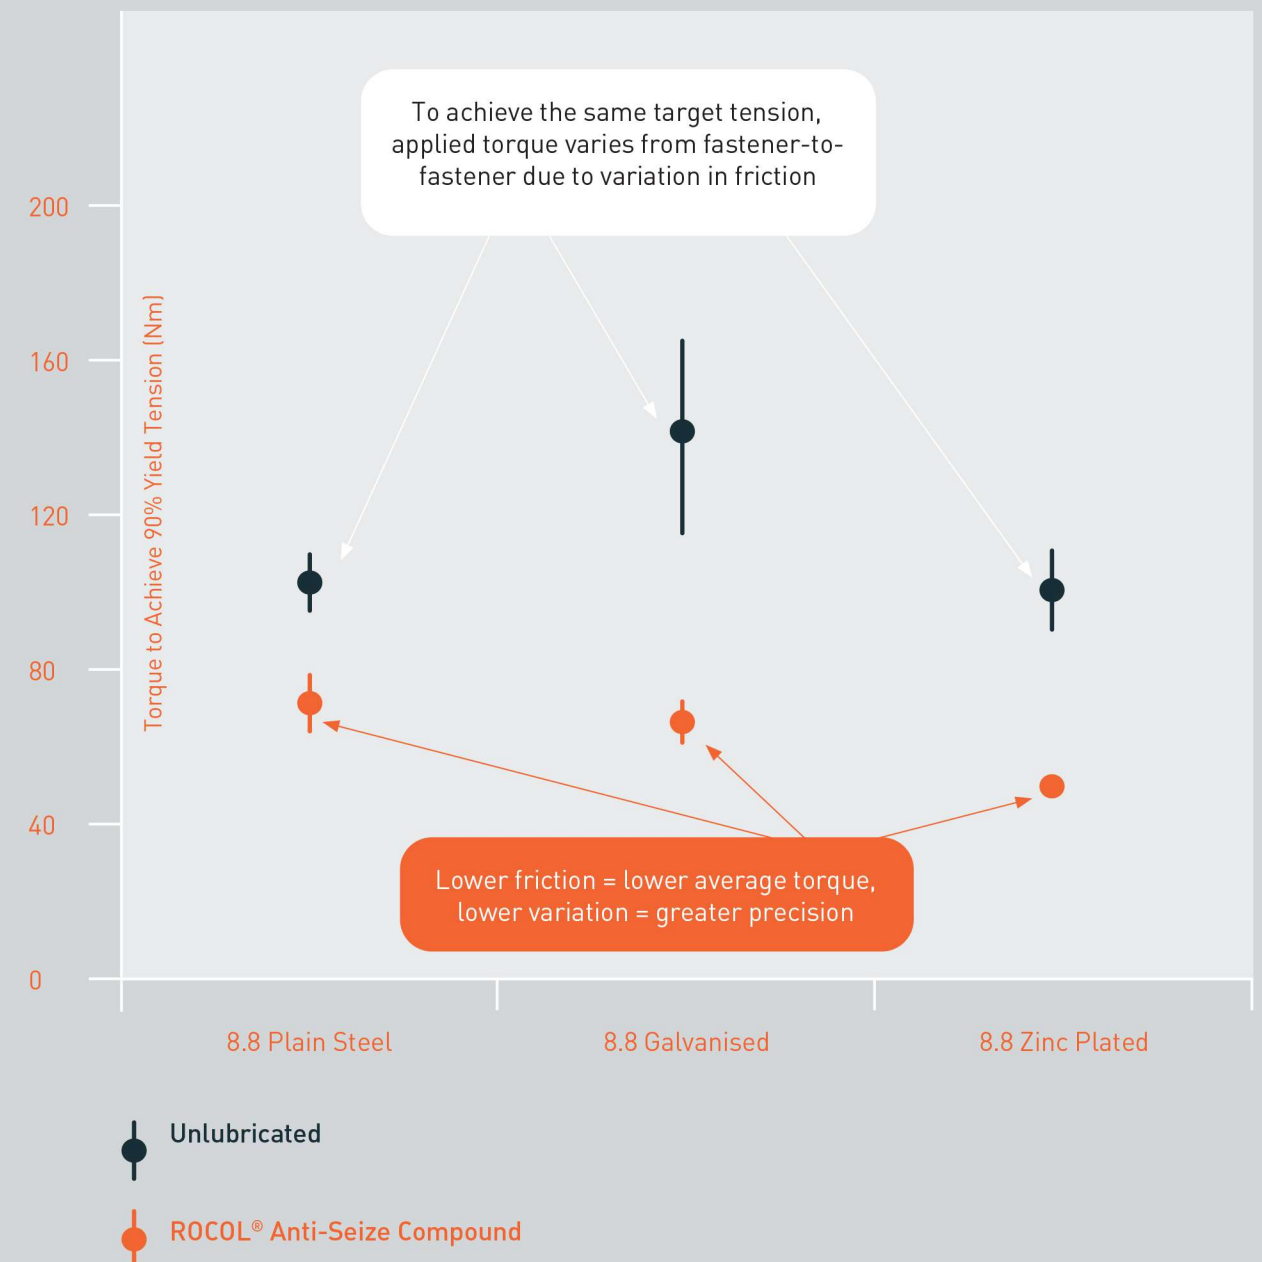 To achieve the same target tension,
applied torque varies from fastener-to-
fastener due to variation in friction
200
160
120
80
40
0
Torque to Achieve 90% Yield Tension (Nm)
Lower friction = lower average torque,
lower variation = greater precision
8.8 Plain Steel
8.8 Galvanised
8.8 Zinc Plated
Unlubricated
ROCOL® Anti-Seize Compound